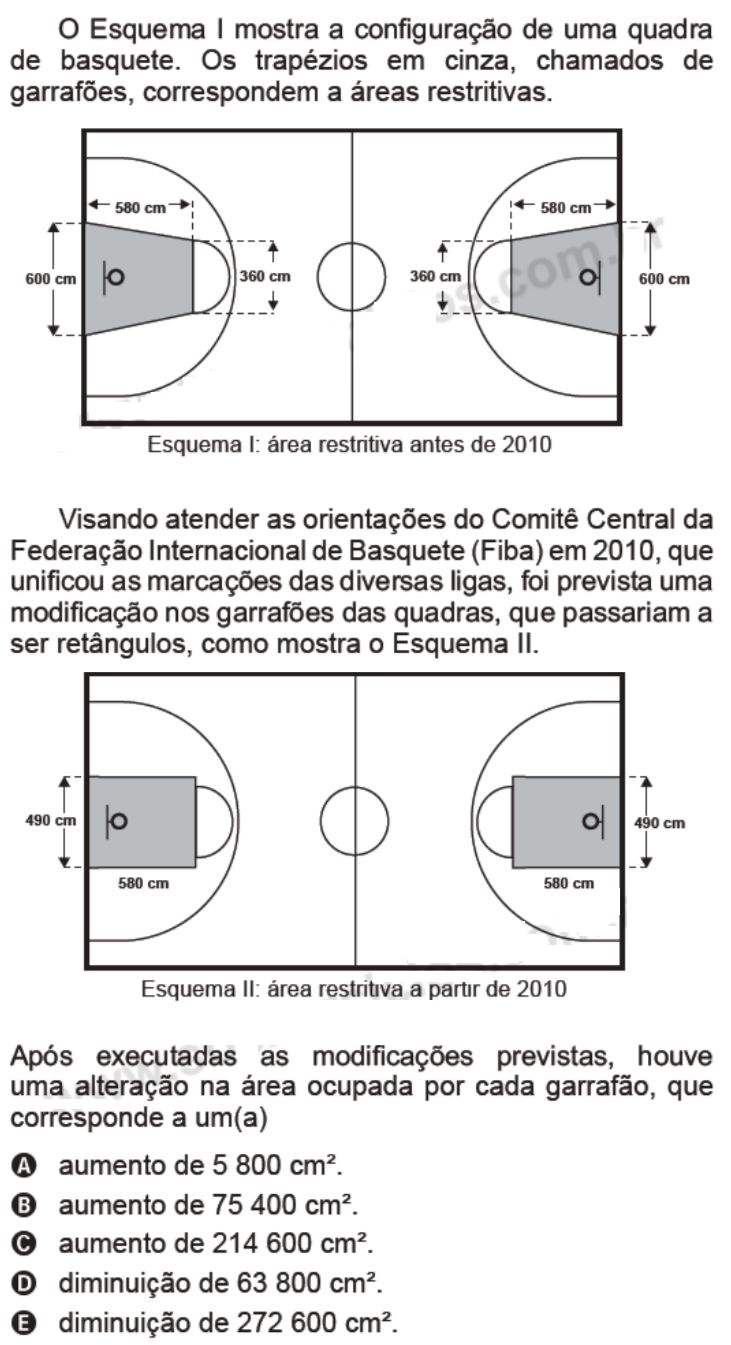 O Esquema I mostra a configuração de uma quadra
de basquete. Os trapézios em cinza, chamados de
garrafões, correspondem a áreas restritivas.
580 cm
580 cm
600 cm
360 cm
360 cm
600 cm
Esquema I: área restritiva antes de 2010
Visando atender as orientações do Comitê Central da
Federação Internacional de Basquete (Fiba) em 2010, que
unificou as marcações das diversas ligas, foi prevista uma
modificação nos garrafões das quadras, que passariam a
ser retângulos, como mostra o Esquema II.
490 cm
490 cm
580 cm
580 cm
Esquema II: área restritiva a partir de 2010
Após executadas as modificações previstas, houve
uma alteração na área ocupada por cada garrafão, que
corresponde a um(a)
A aumento de 5 800 cm².
B aumento de 75 400 cm².
C aumento de 214 600 cm².
D diminuição de 63 800 cm².
E diminuição de 272 600 cm².